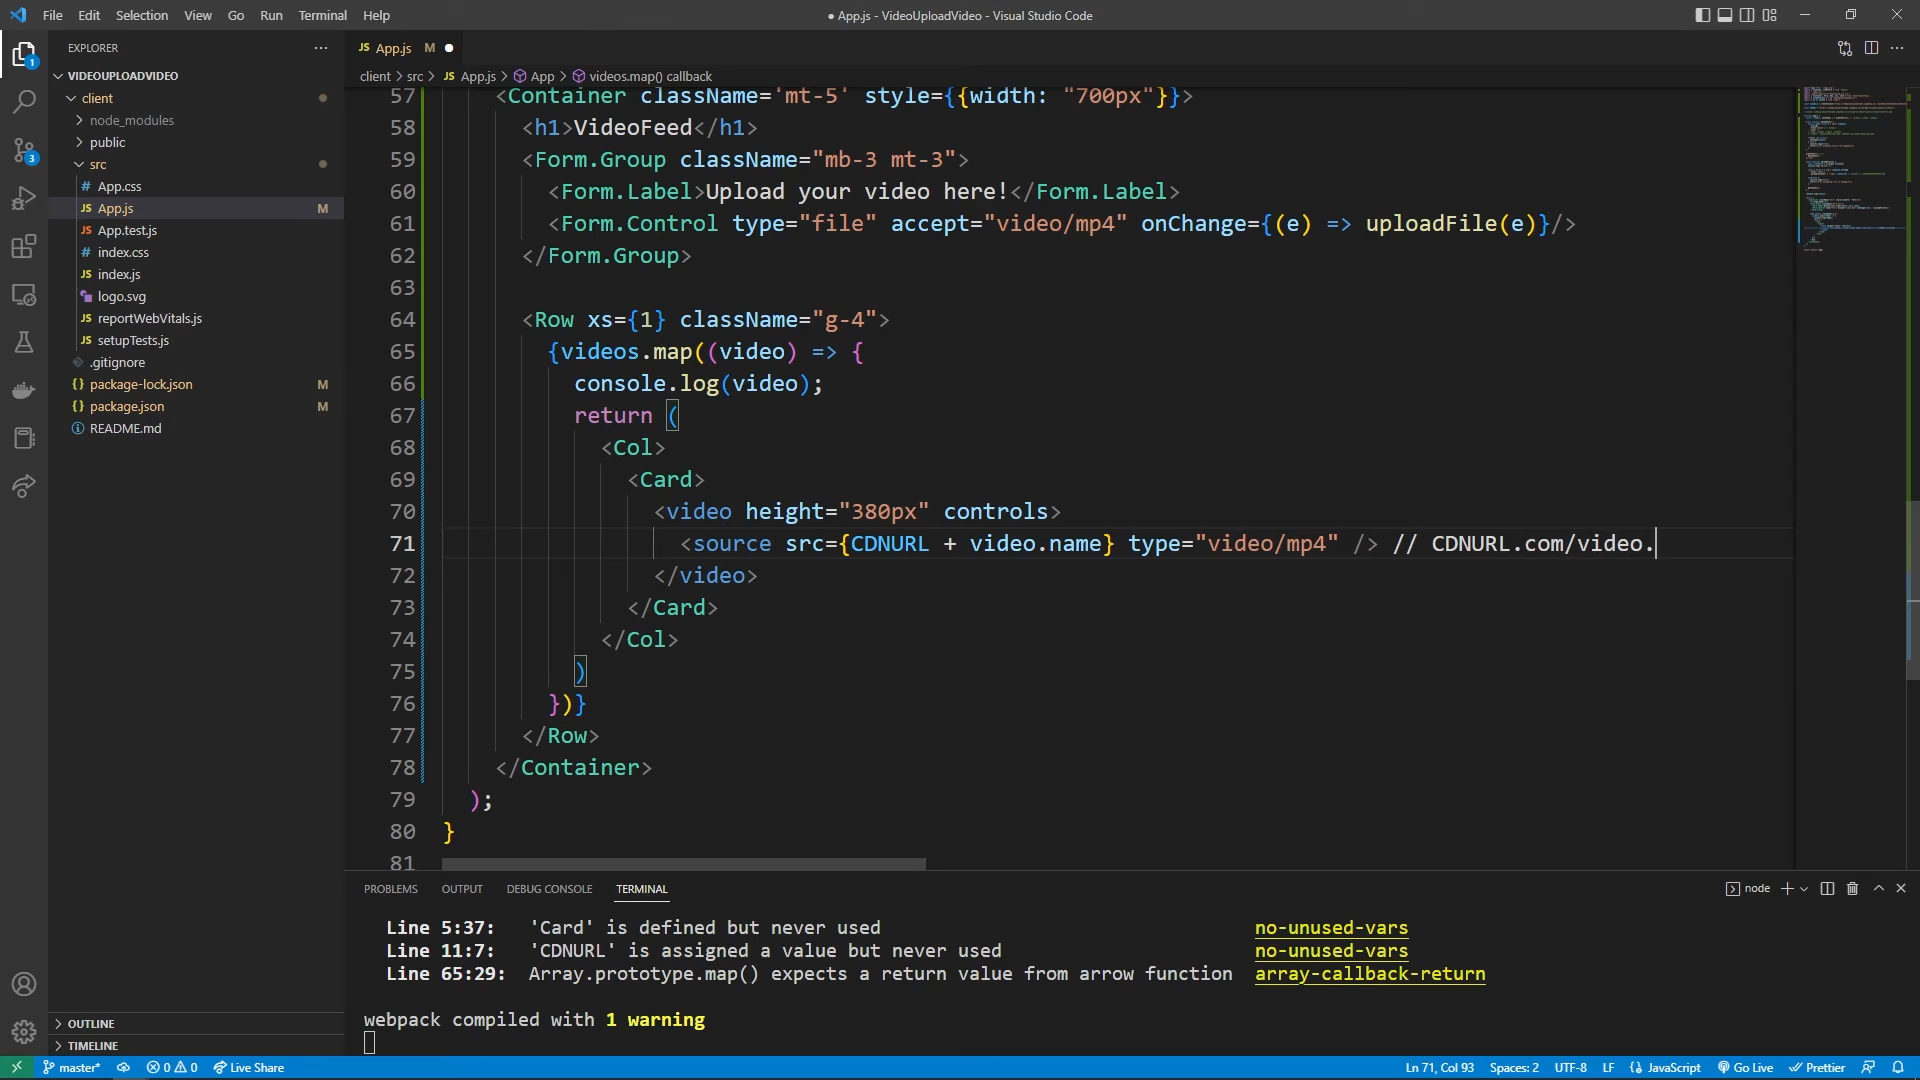 File Edit Selection View Go Run Terminal Help
● App.js - VideoUploadVideo - Visual Studio Code
EXPLORER
VIDEOUPLOADVIDEO
client
node_modules
public
src
# App.css
JS App.js M
JS App.test.js
# index.css
JS index.js
logo.svg
JS reportWebVitals.js
JS setupTests.js
.gitignore
{} package-lock.json M
{} package.json M
README.md
OUTLINE
TIMELINE
1
3
JS App.js M
client > src > JS App.js > App > videos.map() callback
57 <Container className='mt-5' style={{width: "700px"}}>
58 <h1>VideoFeed</h1>
59 <Form.Group className="mb-3 mt-3">
60 <Form.Label>Upload your video here!</Form.Label>
61 <Form.Control type="file" accept="video/mp4" onChange={(e) => uploadFile(e)}/>
62 </Form.Group>
63
64 <Row xs={1} className="g-4">
65 {videos.map((video) => {
66 console.log(video);
67 return (
68 <Col>
69 <Card>
70 <video height="380px" controls>
71 <source src={CDNURL + video.name} type="video/mp4" /> // CDNURL.com/video.
72 </video>
73 </Card>
74 </Col>
75 )
76 })}
77 </Row>
78 </Container>
79 );
80 }
81
PROBLEMS OUTPUT DEBUG CONSOLE TERMINAL
node
Line 5:37: 'Card' is defined but never used no-unused-vars
Line 11:7: 'CDNURL' is assigned a value but never used no-unused-vars
Line 65:29: Array.prototype.map() expects a return value from arrow function array-callback-return
webpack compiled with 1 warning
master* 0 0 Live Share
Ln 71, Col 93 Spaces: 2 UTF-8 LF {} JavaScript Go Live Prettier